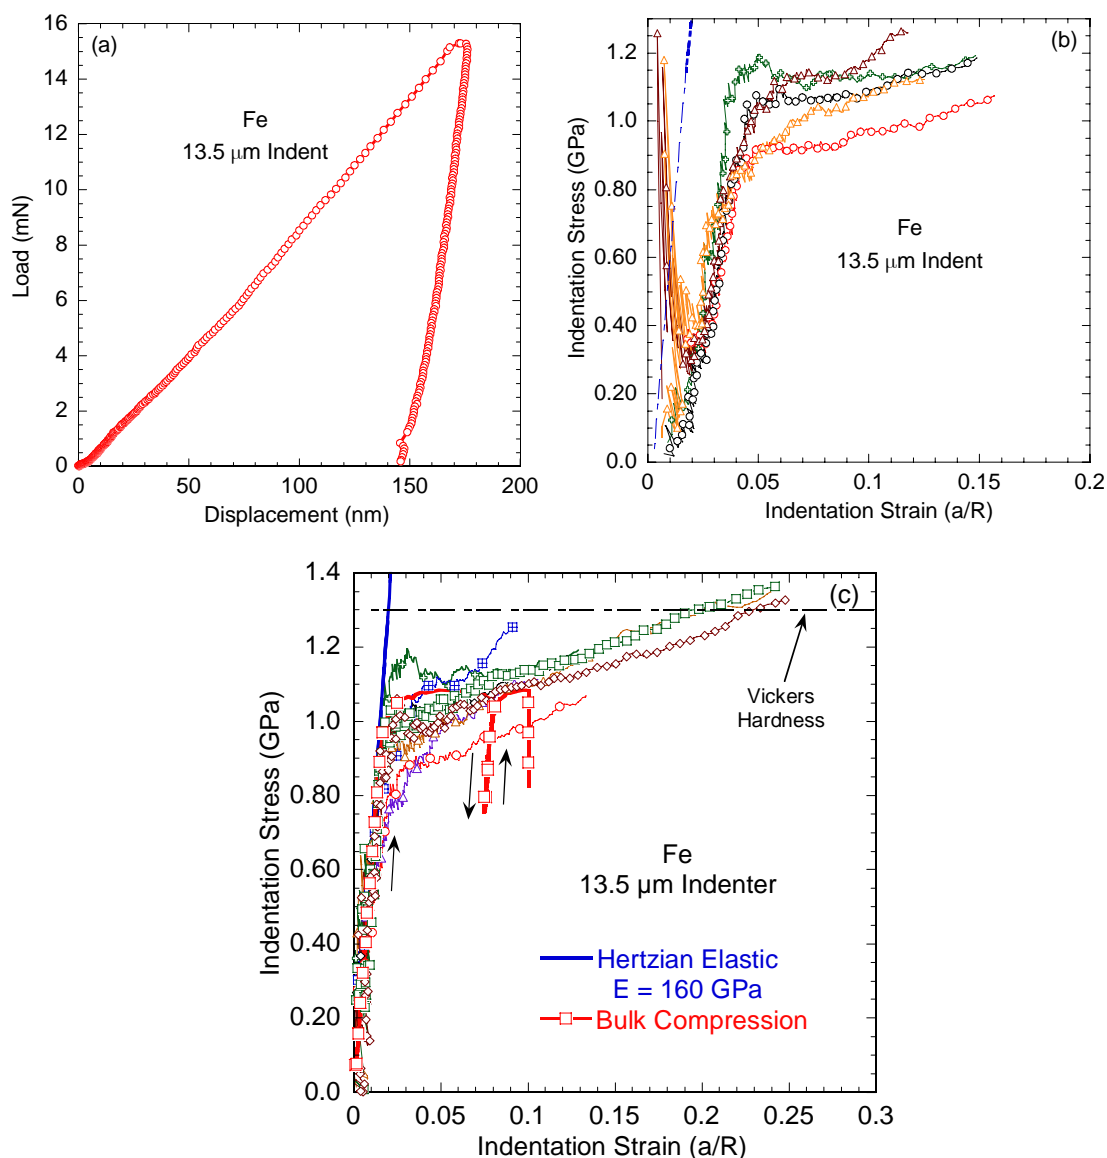 (a)
16
14
12
10
8
6
4
2
0
Load (mN)
Fe
13.5 μm Indent
0
50
100
150
200
Displacement (nm)
(b)
1.2
1.0
0.80
0.60
0.40
0.20
0.0
Indentation Stress (GPa)
Fe
13.5 μm Indent
0
0.05
0.1
0.15
0.2
Indentation Strain (a/R)
(c)
1.4
1.2
1.0
0.80
0.60
0.40
0.20
0.0
Indentation Stress (GPa)
Vickers
Hardness
Fe
13.5 μm Indenter
Hertzian Elastic
E = 160 GPa
Bulk Compression
0
0.05
0.1
0.15
0.2
0.25
0.3
Indentation Strain (a/R)